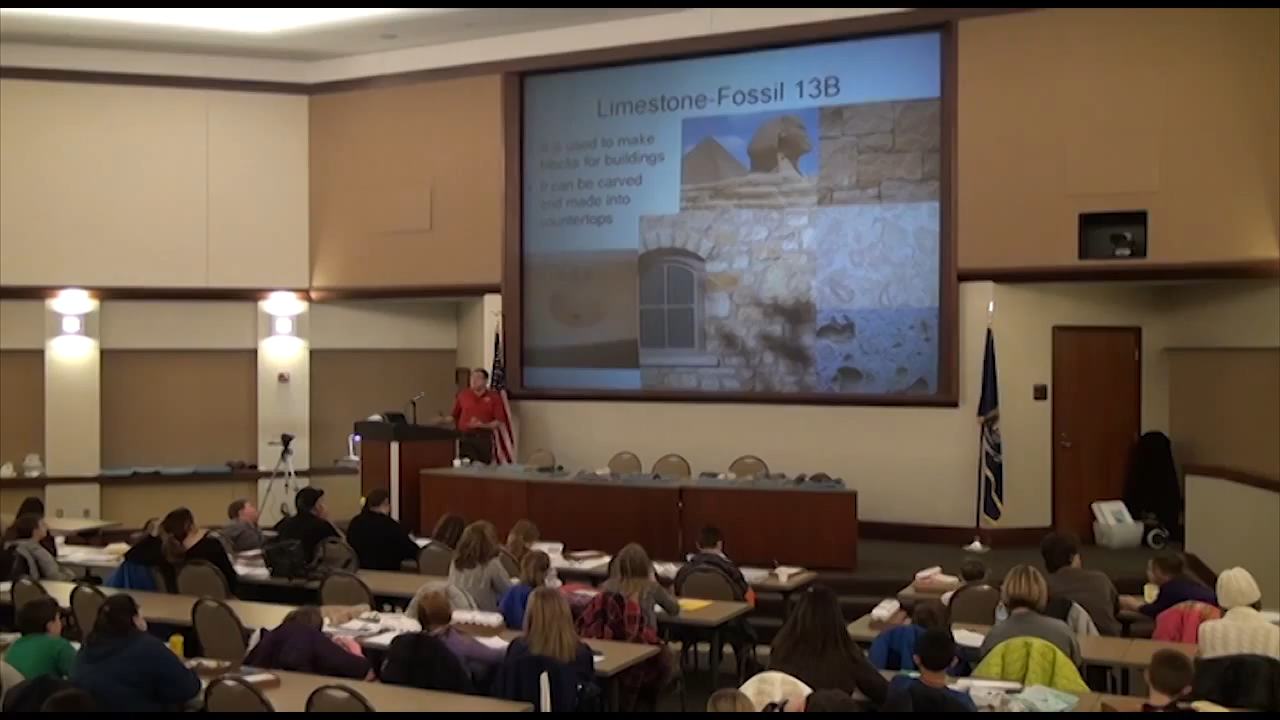 Limestone-Fossil 13B
It is used to make
blocks for buildings
It can be carved
and made into
countertops